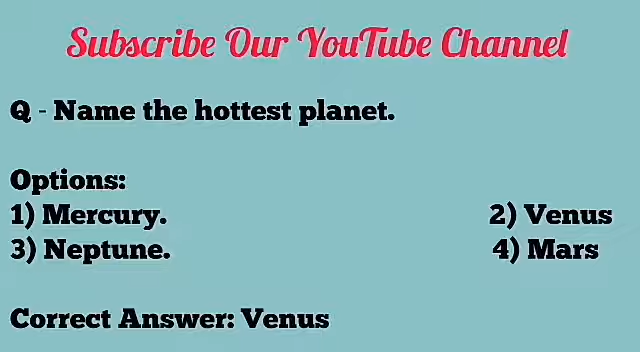 Subscribe Our YouTube Channel
Q - Name the hottest planet.
Options:
1) Mercury. 2) Venus
3) Neptune. 4) Mars
Correct Answer: Venus